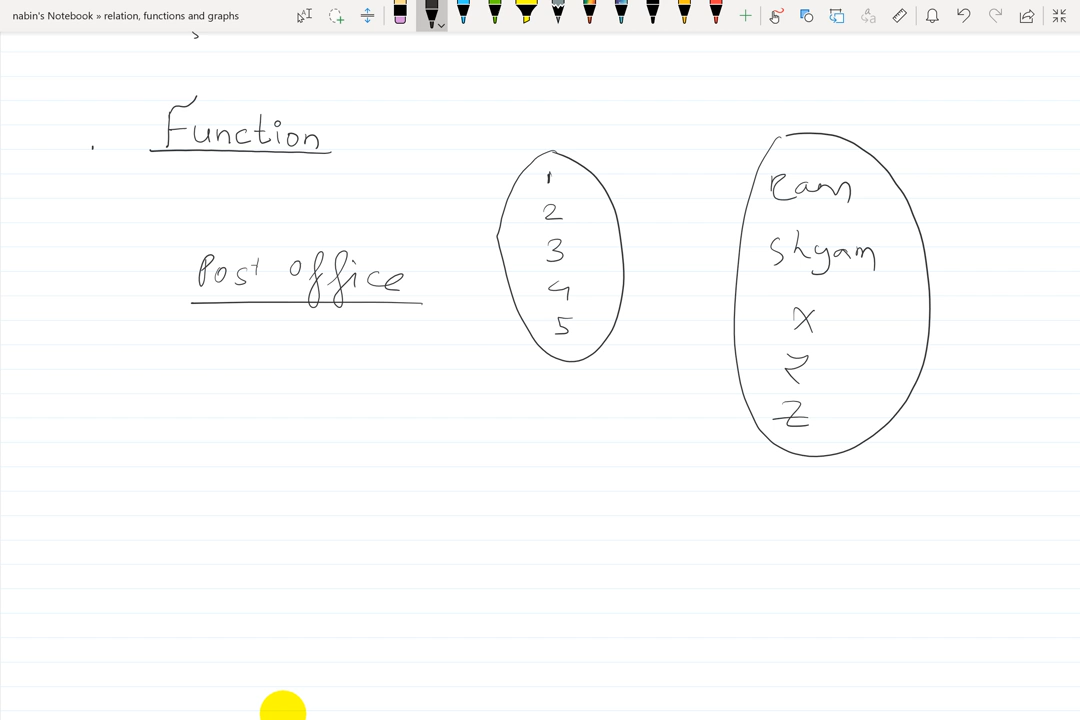 nabin's Notebook » relation, functions and graphs
Function
Post office
1
2
3
4
5
Ram
Shyam
X
Z